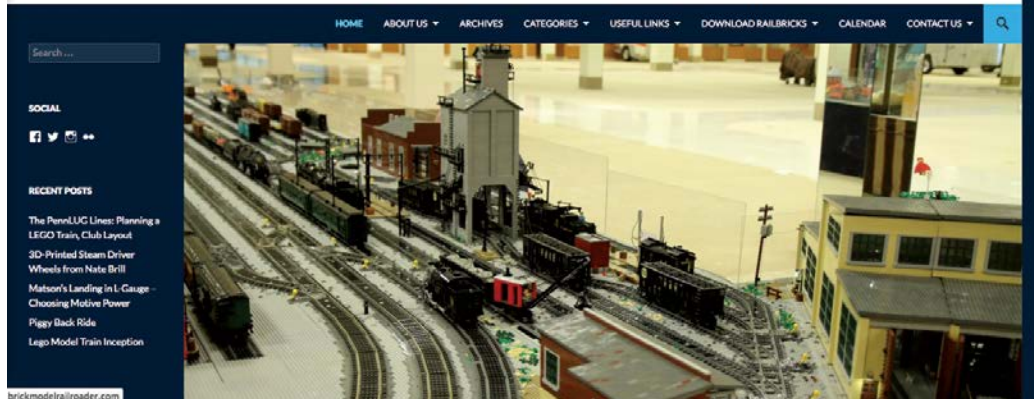 HOME ABOUT US ARCHIVES CATEGORIES USEFUL LINKS DOWNLOAD RAILBRICKS CALENDAR CONTACT US
Search ...
SOCIAL
RECENT POSTS
The PennLUG Lines: Planning a
LEGO Train, Club Layout
3D-Printed Steam Driver
Wheels from Nate Brill
Matson's Landing in L-Gauge –
Choosing Motive Power
Piggy Back Ride
Lego Model Train Inception
brickmodelrailroader.com